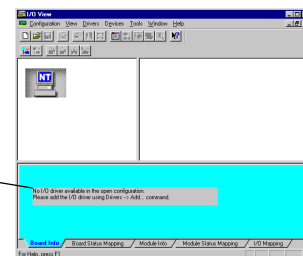 I/O View
Configuration View Drivers Devices Tools Window Help
NT
No I/O driver available in the open configuration.
Please add the I/O driver using Drivers -> Add... command.
Board Info Board Status Mapping Module Info Module Status Mapping I/O Mapping
For Help, press F1